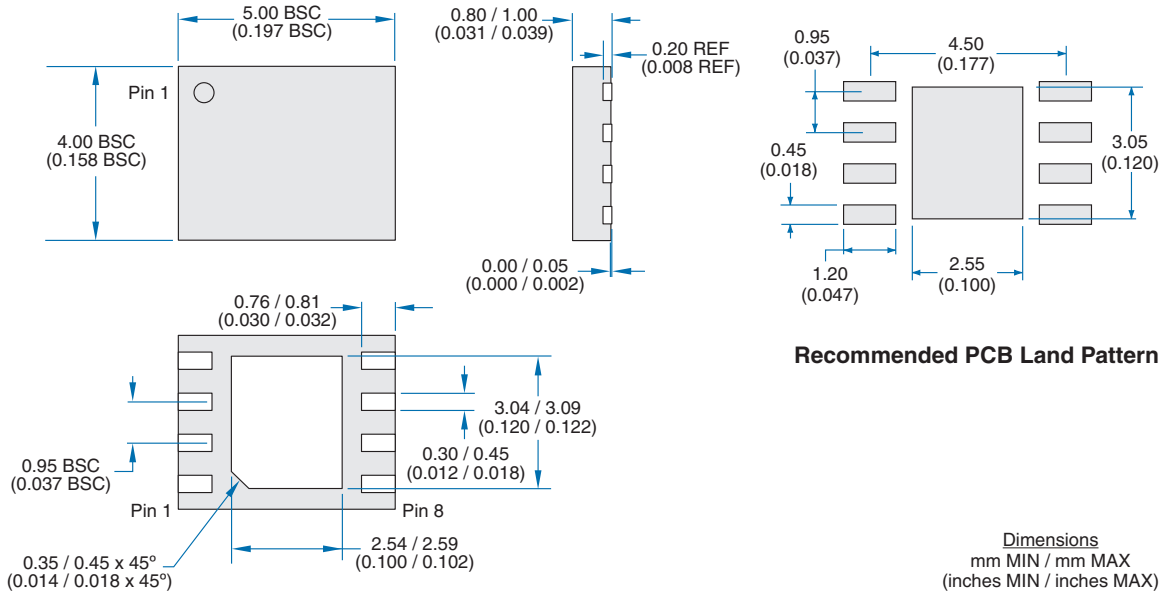 5.00 BSC
(0.197 BSC)
0.80 / 1.00
(0.031 / 0.039)
0.20 REF
(0.008 REF)
Pin 1
4.00 BSC
(0.158 BSC)
0.00 / 0.05
(0.000 / 0.002)
0.95
(0.037)
4.50
(0.177)
0.45
(0.018)
3.05
(0.120)
1.20
(0.047)
2.55
(0.100)
Recommended PCB Land Pattern
0.76 / 0.81
(0.030 / 0.032)
3.04 / 3.09
(0.120 / 0.122)
0.30 / 0.45
(0.012 / 0.018)
0.95 BSC
(0.037 BSC)
Pin 1
Pin 8
0.35 / 0.45 x 45º
(0.014 / 0.018 x 45º)
2.54 / 2.59
(0.100 / 0.102)
Dimensions
mm MIN / mm MAX
(inches MIN / inches MAX)